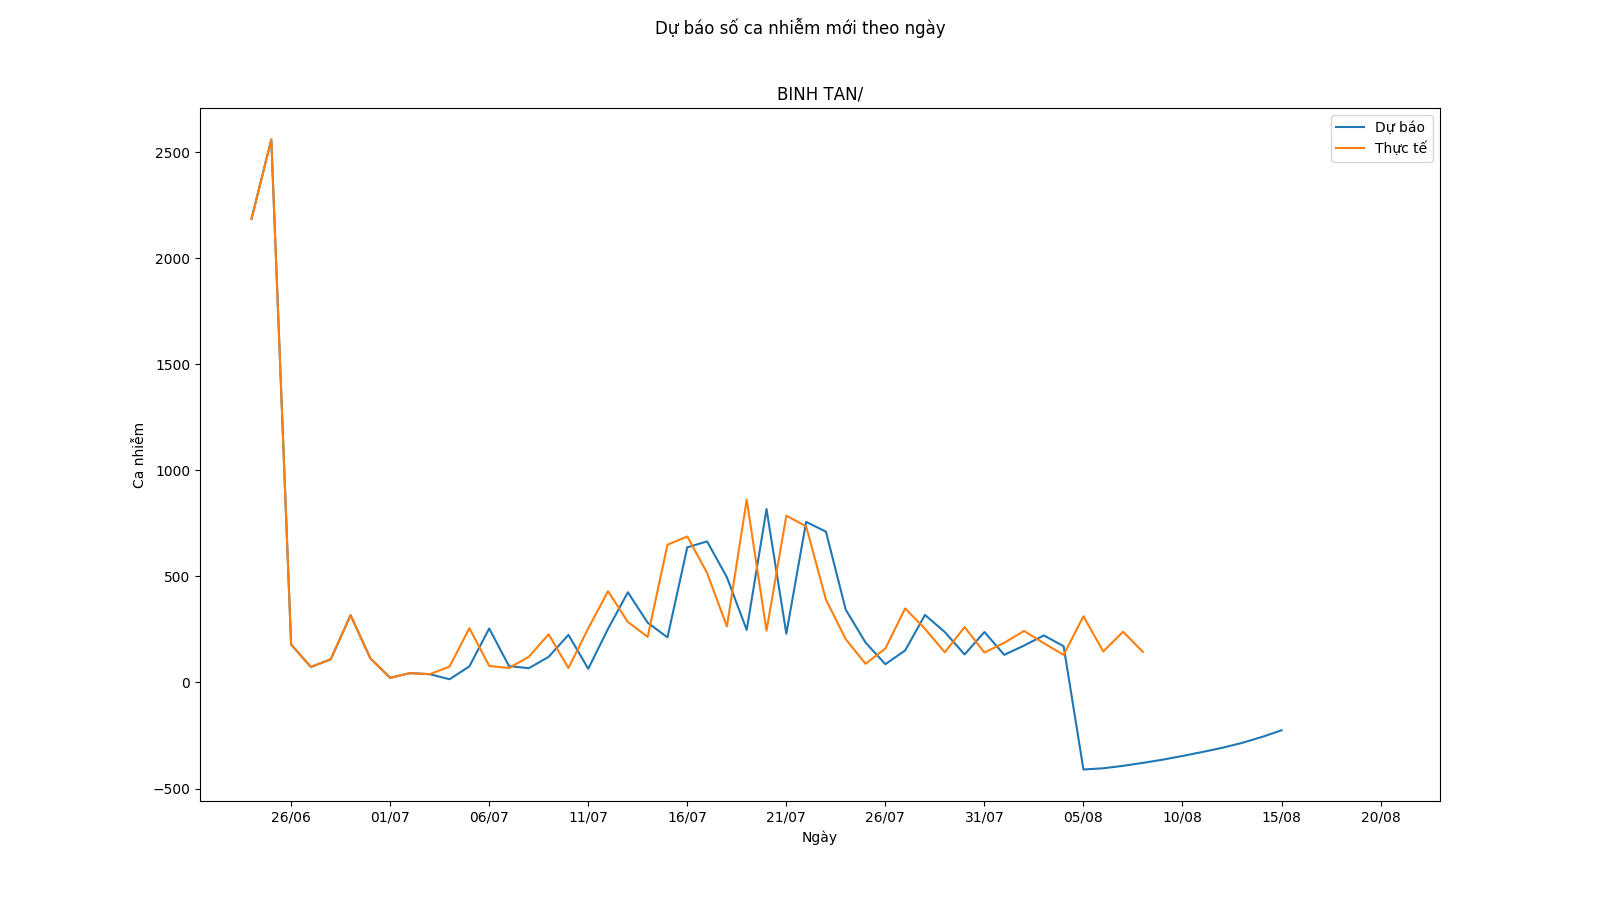 Dự báo số ca nhiễm mới theo ngày
BINH TAN/
Dự báo
Thực tế
2500
2000
1500
1000
500
0
−500
Ca nhiễm
26/06 01/07 06/07 11/07 16/07 21/07 26/07 31/07 05/08 10/08 15/08 20/08
Ngày